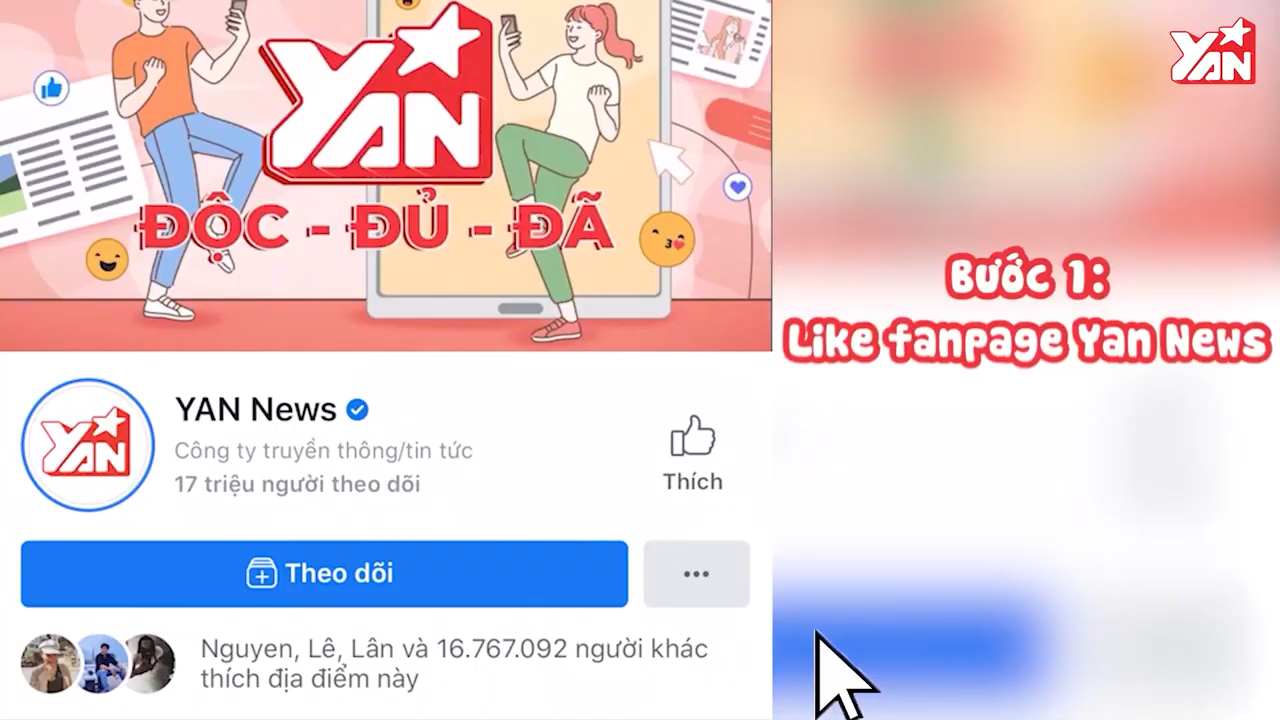 YAN
ĐỘC - ĐỦ - ĐÃ
YAN
Bước 1:
Like fanpage Yan News
YAN
YAN News
Công ty truyền thông/tin tức
17 triệu người theo dõi
Thích
Theo dõi
Nguyen, Lê, Lân và 16.767.092 người khác
thích địa điểm này